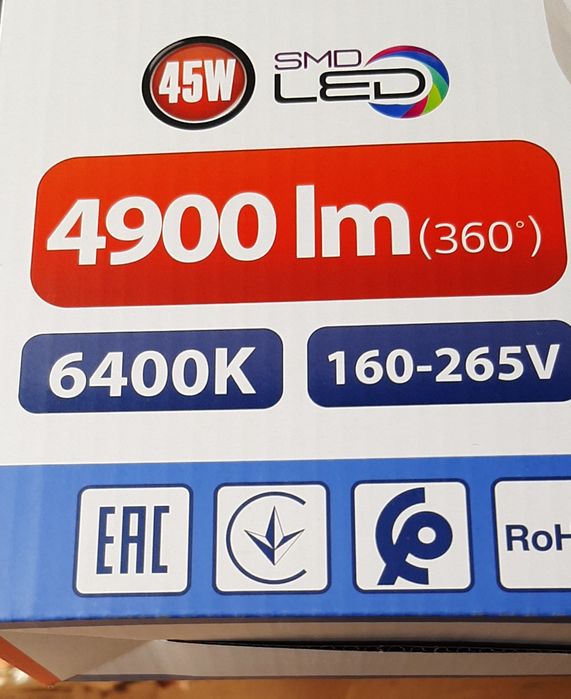 45W SMD LED
4900 lm (360°)
6400K 160-265V
EAC RoH